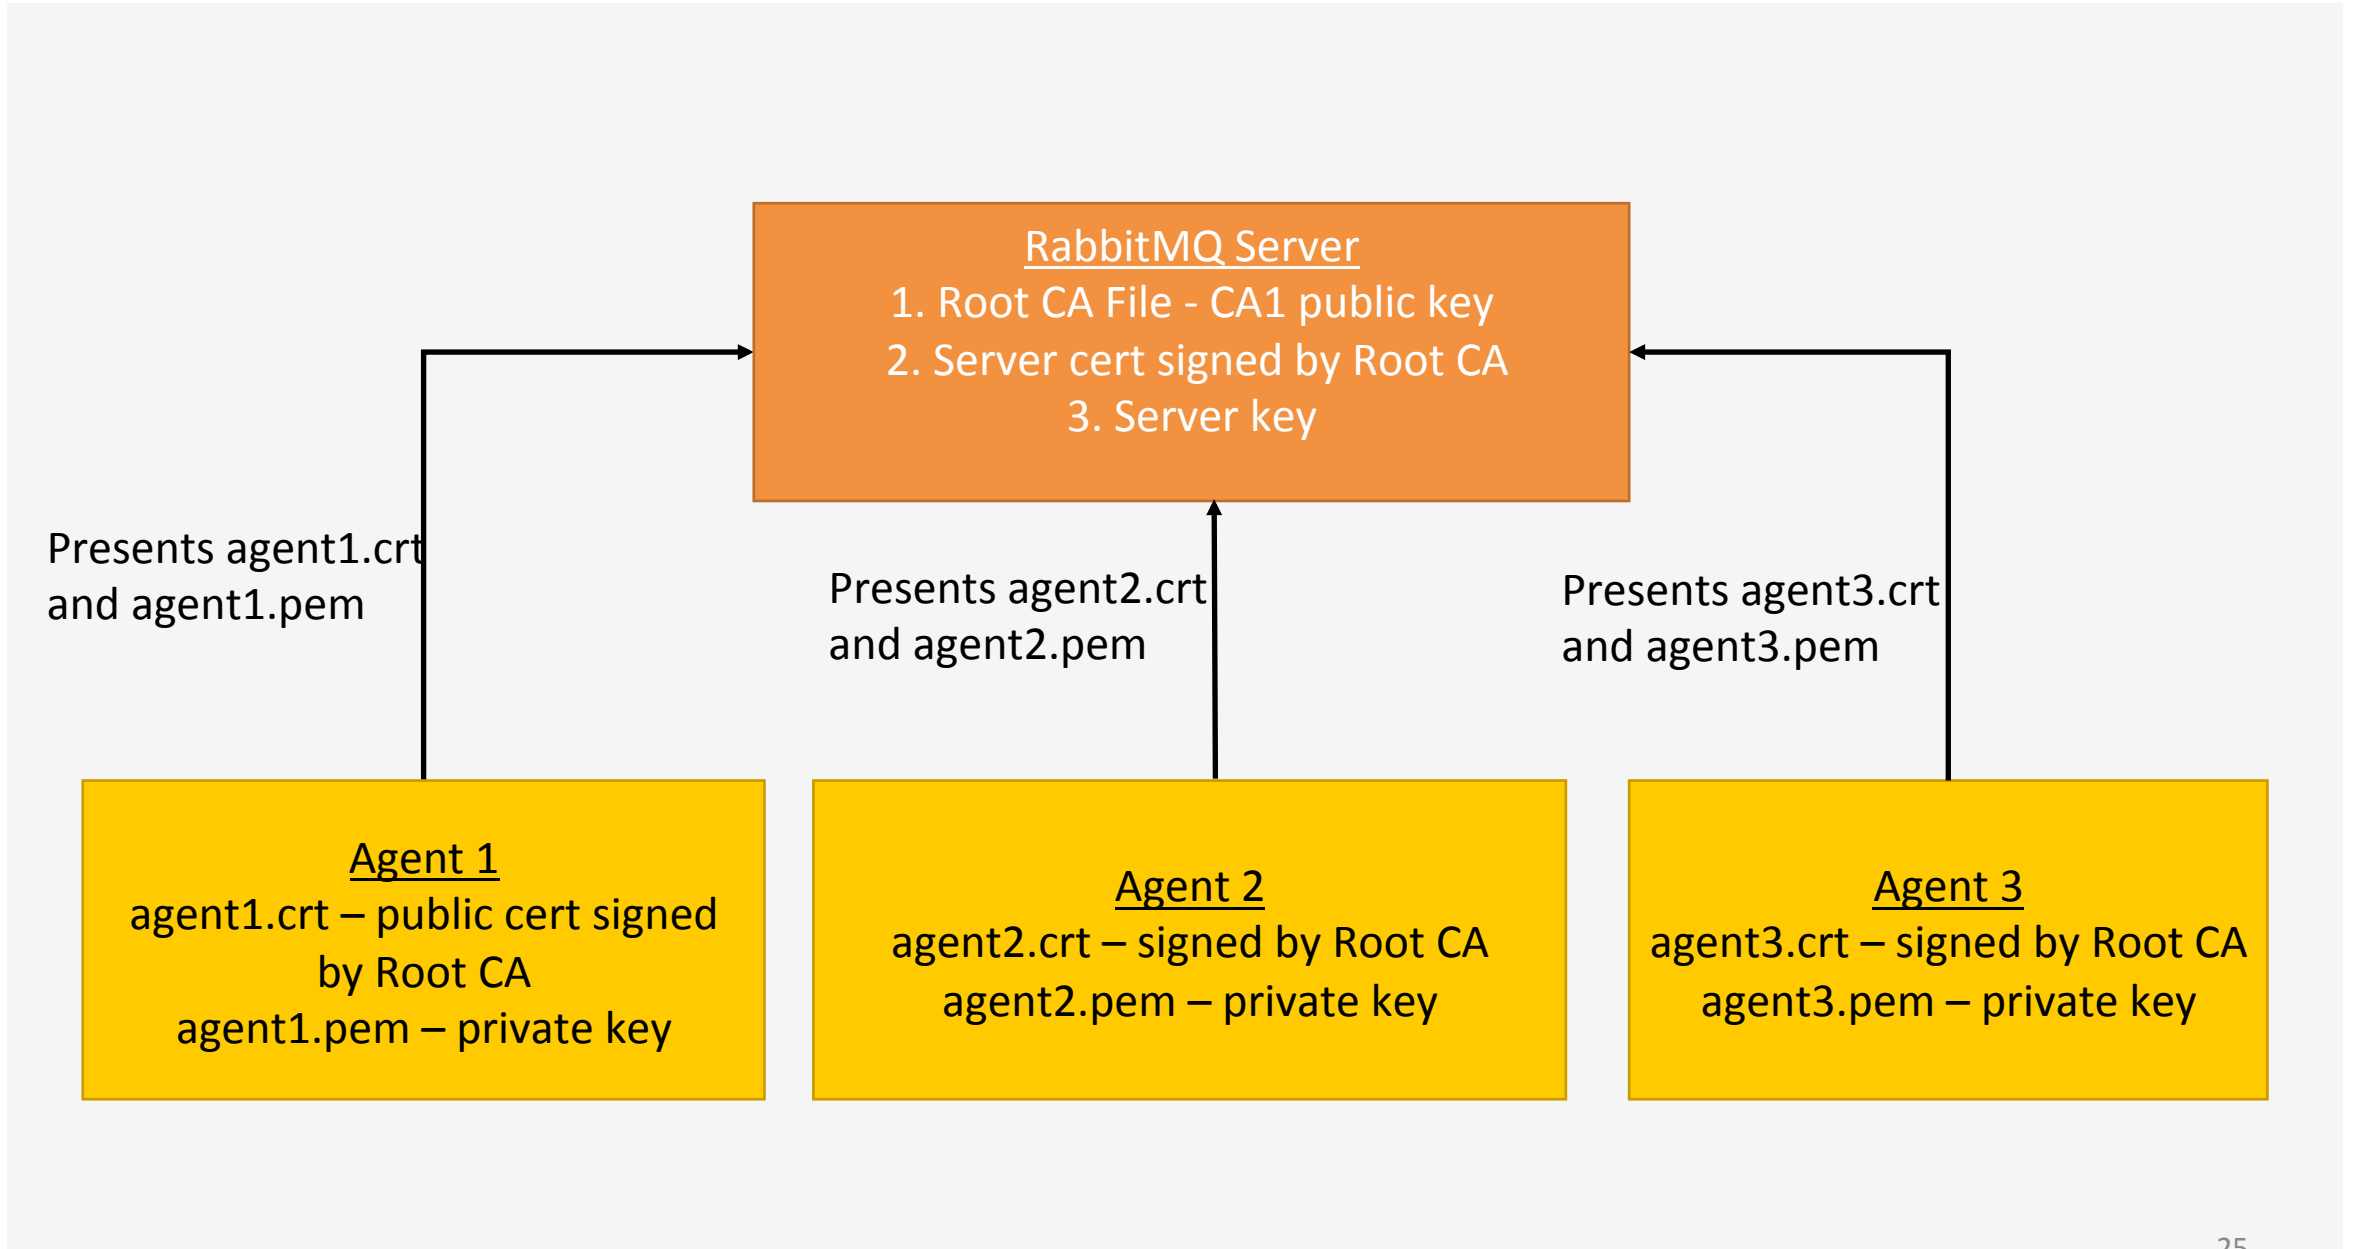 RabbitMQ Server
1. Root CA File - CA1 public key
2. Server cert signed by Root CA
3. Server key
Presents agent1.crt
and agent1.pem
Presents agent2.crt
and agent2.pem
Presents agent3.crt
and agent3.pem
Agent 1
agent1.crt – public cert signed
by Root CA
agent1.pem – private key
Agent 2
agent2.crt – signed by Root CA
agent2.pem – private key
Agent 3
agent3.crt – signed by Root CA
agent3.pem – private key
25